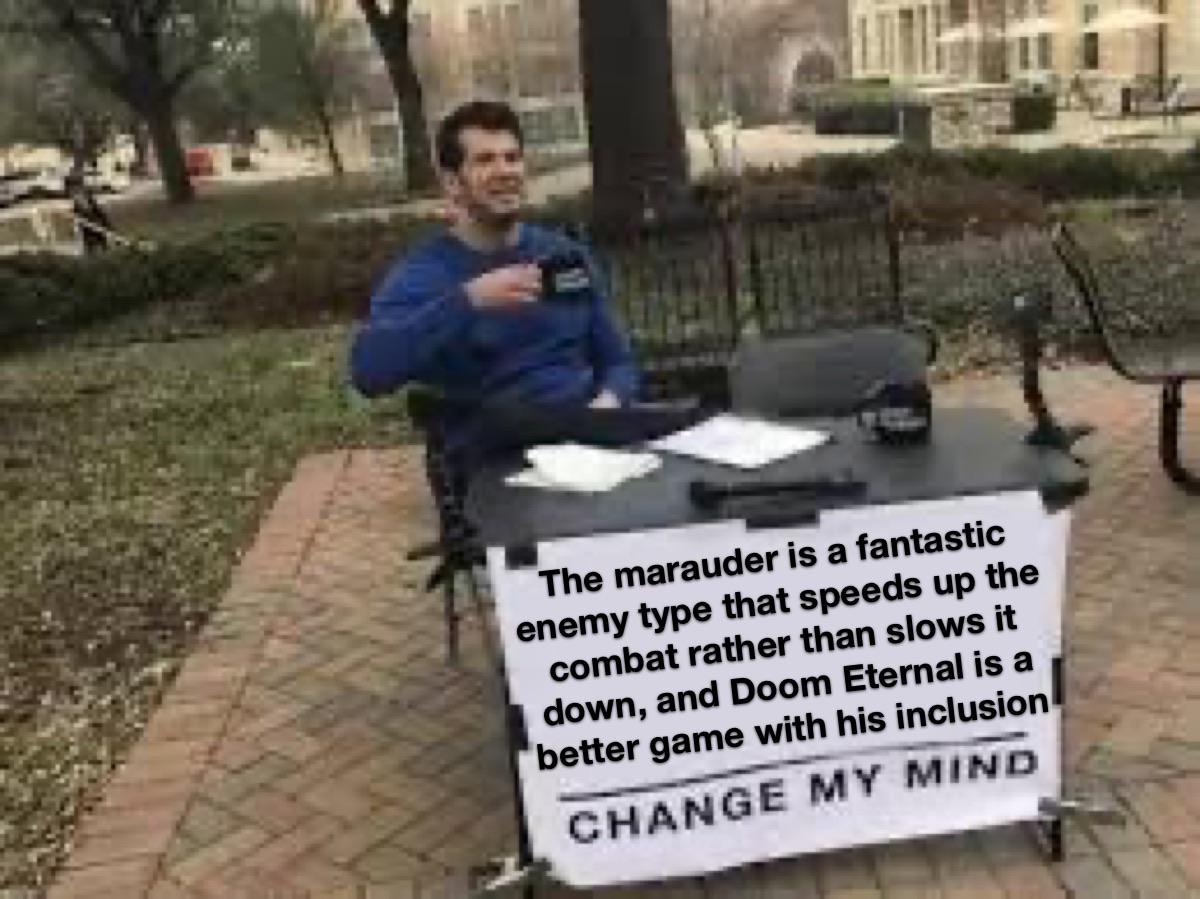 The marauder is a fantastic
enemy type that speeds up the
combat rather than slows it
down, and Doom Eternal is a
better game with his inclusion
CHANGE MY MIND